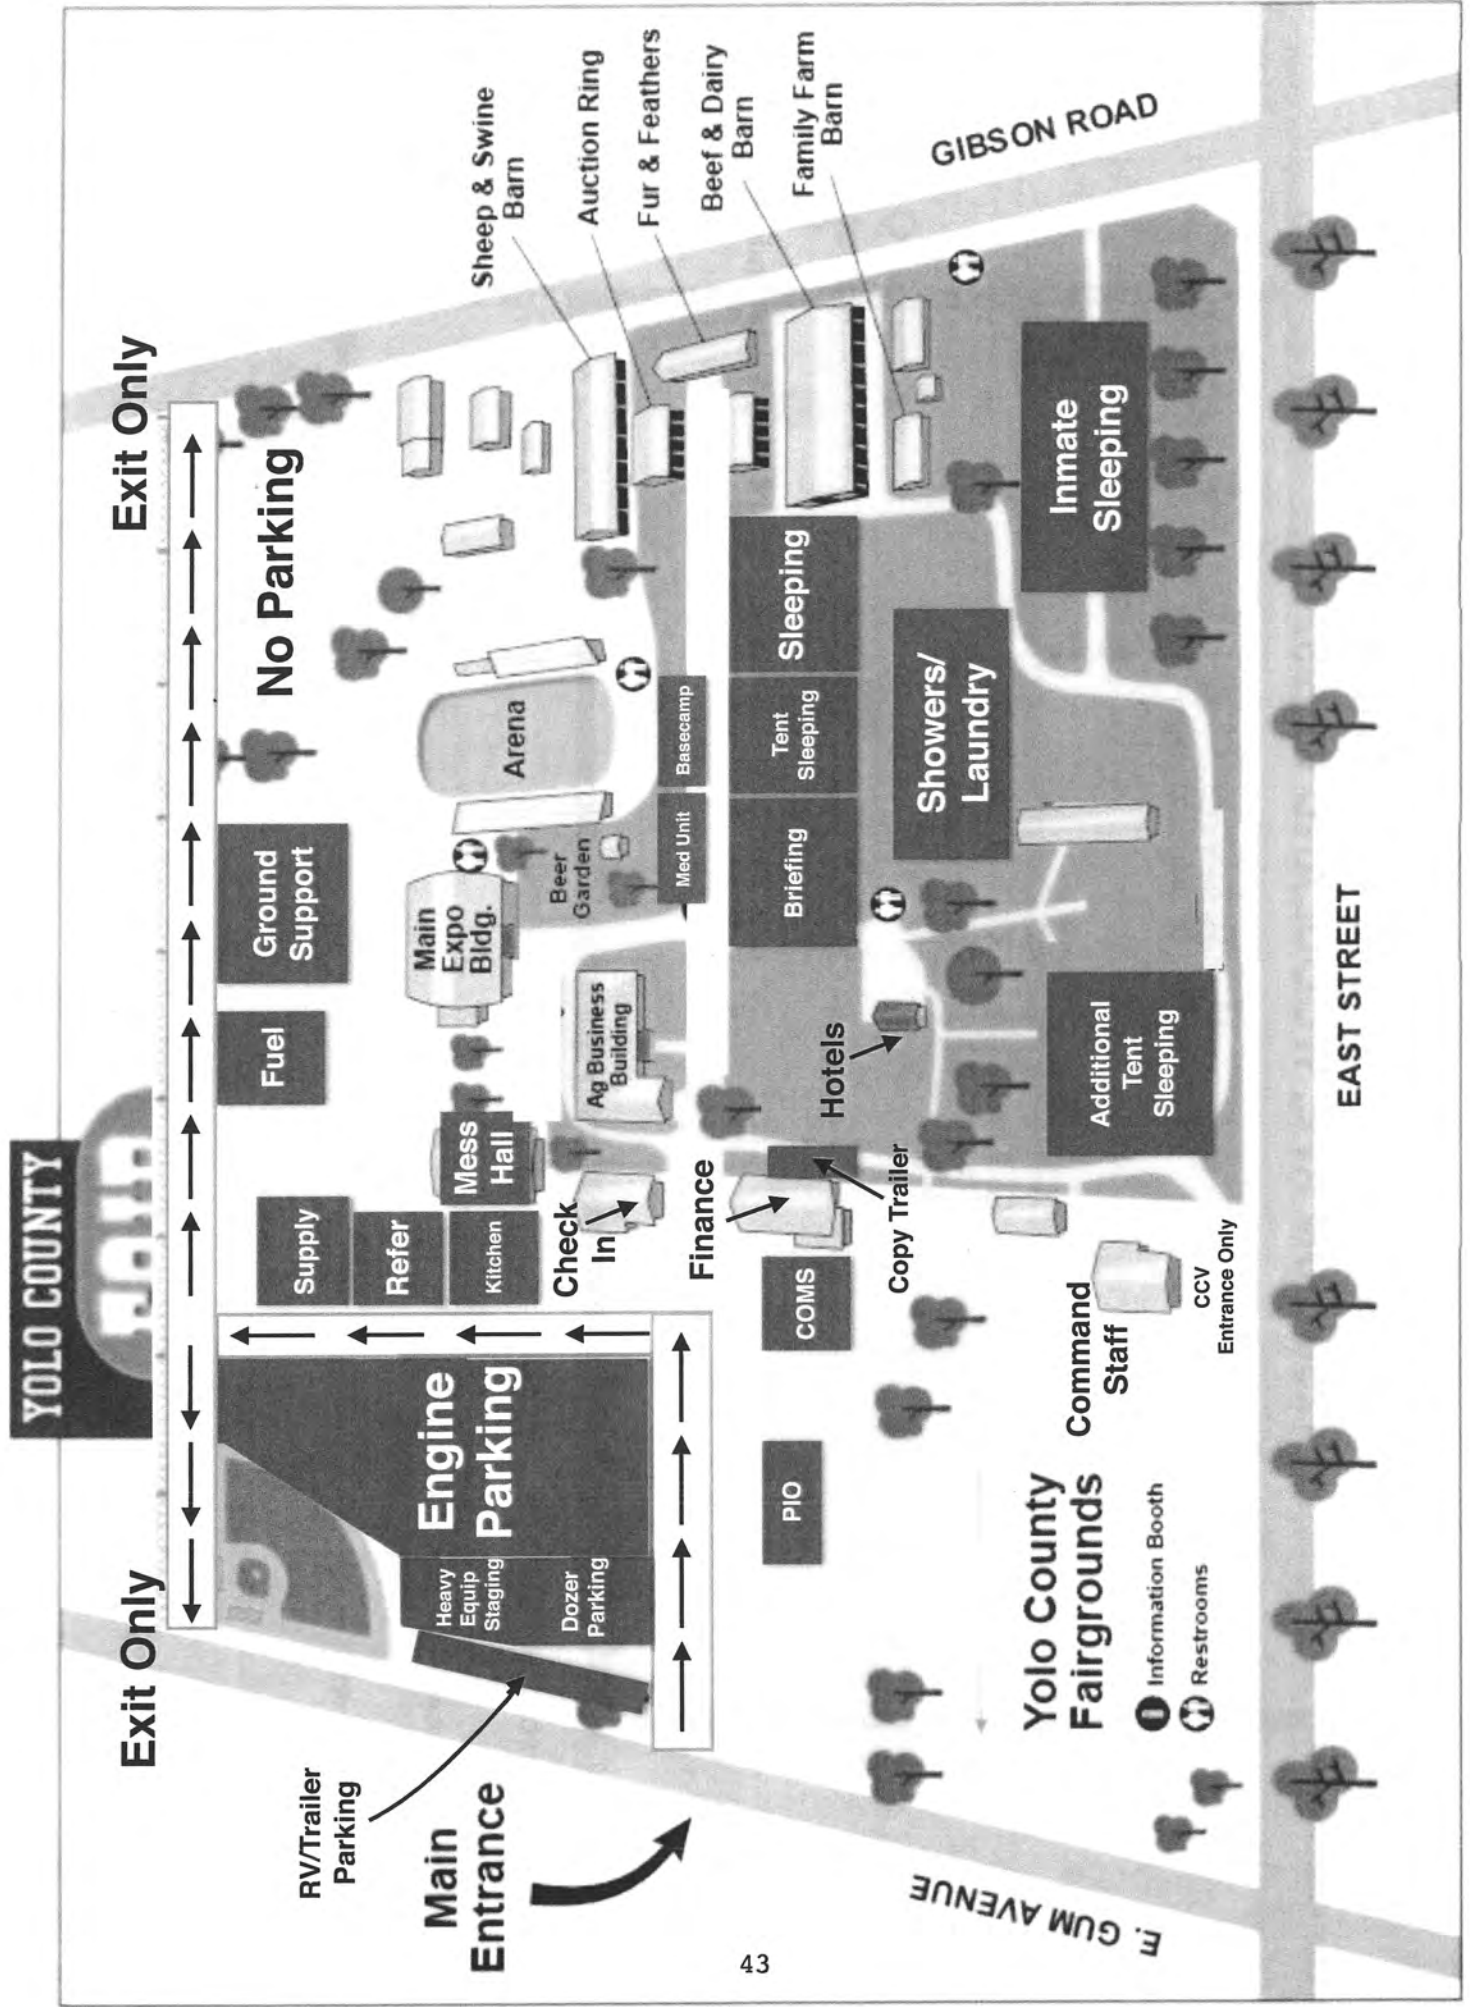 YOLO COUNTY
FAIR
Exit Only
Exit Only
No Parking
Sheep & Swine
Barn
Auction Ring
Fur & Feathers
Beef & Dairy
Barn
Family Farm
Barn
GIBSON ROAD
Ground
Support
Fuel
Supply
Refer
Kitchen
Mess
Hall
Main
Expo
Bldg.
Beer
Garden
Arena
Ag Business
Building
Check
In
Finance
Med Unit
Basecamp
Briefing
Tent
Sleeping
Sleeping
Showers/
Laundry
Inmate
Sleeping
Hotels
Additional
Tent
Sleeping
Copy Trailer
COMS
PIO
Command
Staff
CCV
Entrance Only
Engine
Parking
Heavy
Equip
Staging
Dozer
Parking
RV/Trailer
Parking
Main
Entrance
E. GUM AVENUE
EAST STREET
Yolo County
Fairgrounds
Information Booth
Restrooms
43